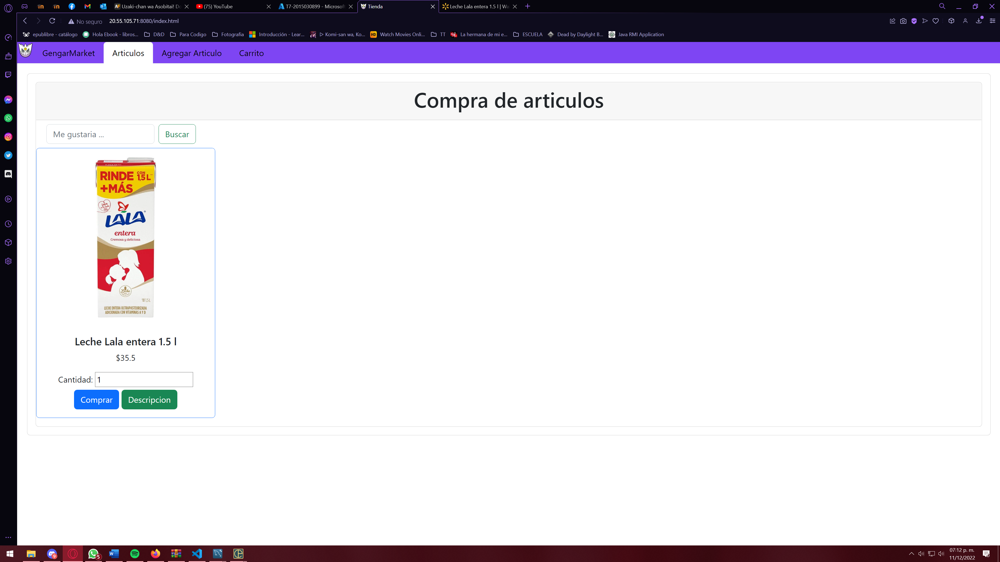 Uzaki-chan wa Asobitai! Do
(75) YouTube
T7-2015030899 - Microsoft
Tienda
Leche Lala entera 1.5 l | Wa
No seguro
20.55.105.71:8080/index.html
epublibre - catálogo
Hola Ebook - libros...
D&D
Para Codigo
Fotografia
Introducción - Lear...
▷ Komi-san wa, Ko...
Watch Movies Onli...
TT
La hermana de mi e...
ESCUELA
Dead by Daylight B...
Java RMI Application
GengarMarket
Articulos
Agregar Articulo
Carrito
Compra de articulos
Me gustaria ...
Buscar
RINDE CON 1,5 L
+MÁS
LALA
entera
Cremosa y deliciosa
Leche
1,5 L
LECHE ENTERA ULTRAPASTEURIZADA
ADICIONADA CON VITAMINAS A Y D
Leche Lala entera 1.5 l
$35.5
Cantidad: 1
Comprar
Descripcion
9
5
07:12 p. m.
11/12/2022